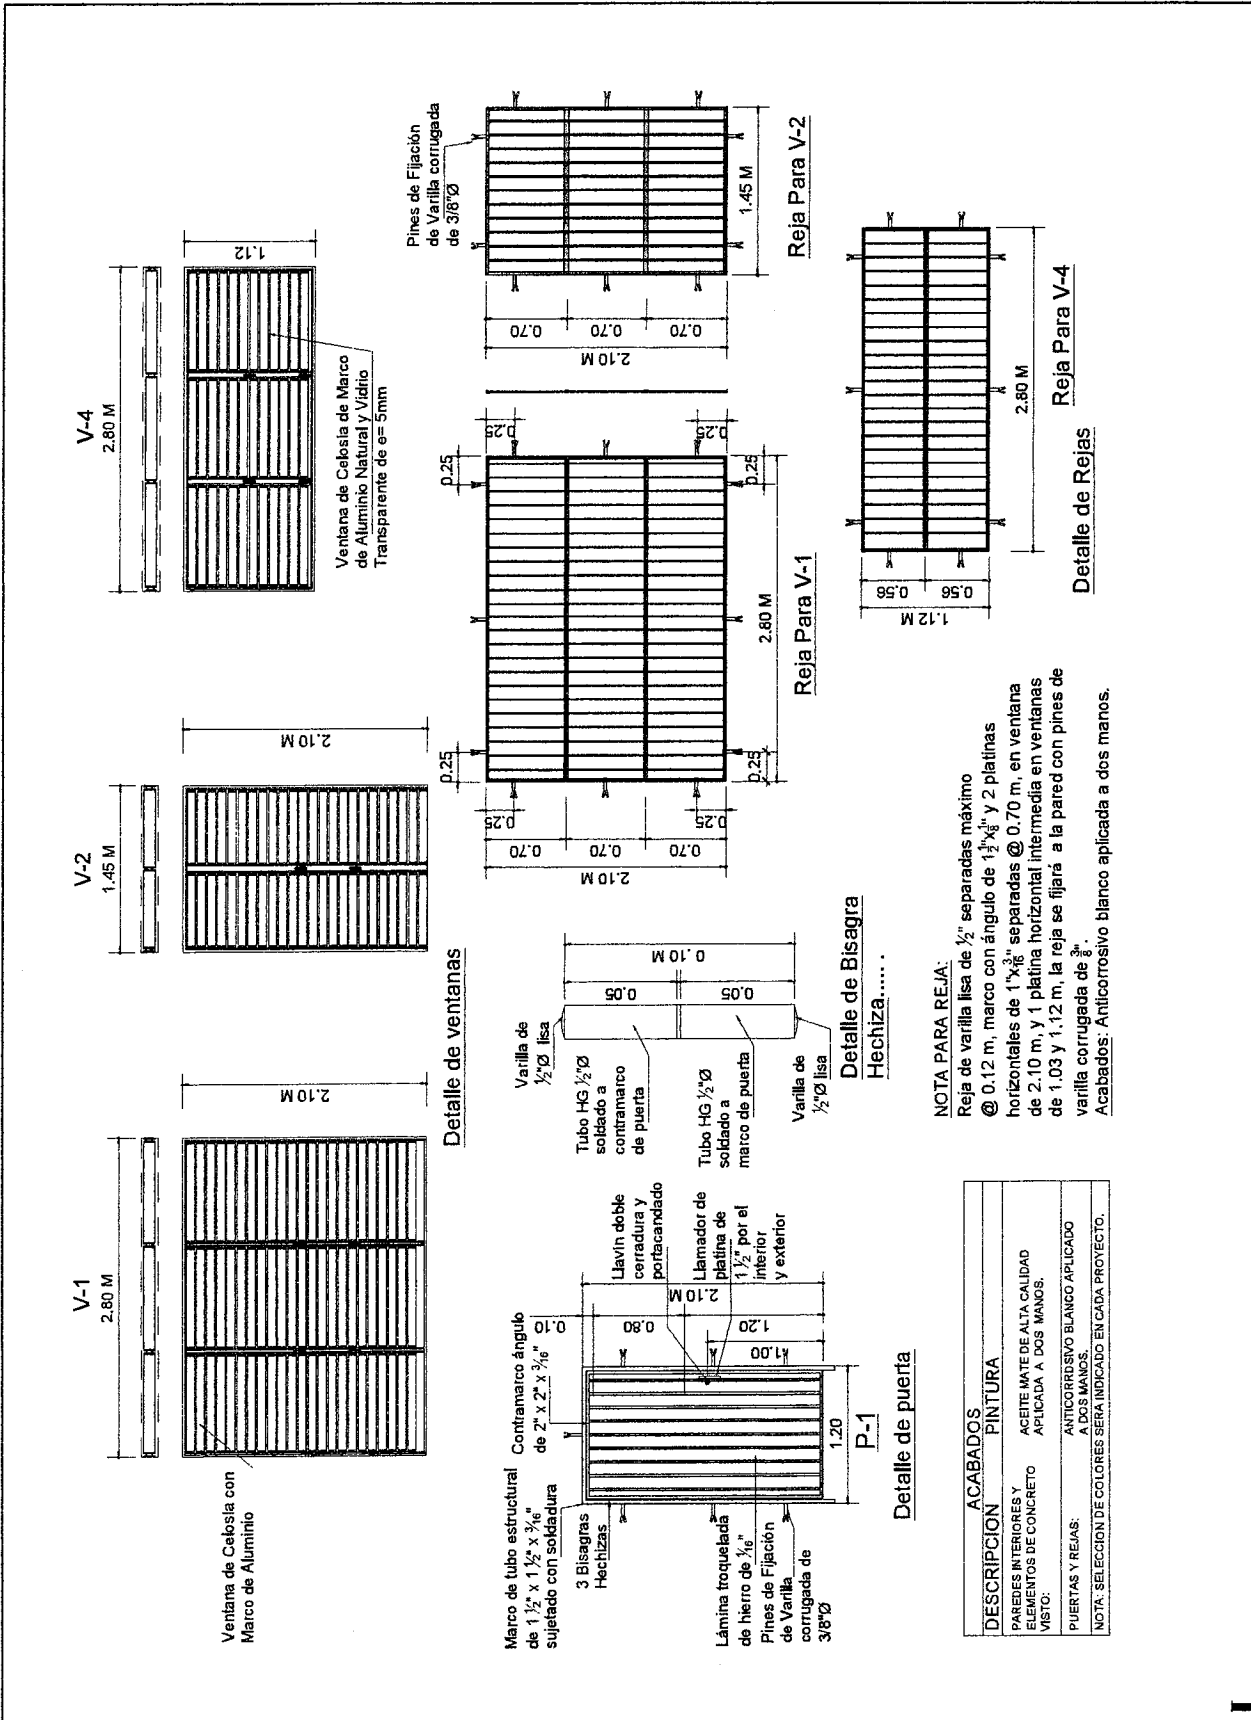 V-1
2.80 M
2.10 M
Ventana de Celosia con
Marco de Aluminio
V-2
1.45 M
2.10 M
V-4
2.80 M
1.12
Ventana de Celosia de Marco
de Aluminio Natural y Vidrio
Transparente de e= 5mm
Detalle de ventanas
Marco de tubo estructural
de 1 ½" x 1 ½" x 3/16"
sujetado con soldadura
Contramarco ángulo
de 2" x 2" x 3/16"
3 Bisagras
Hechizas
Llavin doble
cerradura y
portacandado
Llamador de
platina de
1 ½" por el
interior
y exterior
Lámina troquelada
de hierro de 1/16"
Pines de Fijación
de Varilla
corrugada de
3/8"Ø
0.10
0.80
1.20
2.10 M
1.00
1.20
P-1
Detalle de puerta
Varilla de
½"Ø lisa
Tubo HG ½"Ø
soldado a
contramarco
de puerta
Tubo HG ½"Ø
soldado a
marco de puerta
Varilla de
½"Ø lisa
0.05
0.05
0.10 M
Detalle de Bisagra
Hechiza.... .
0.25
0.25
0.25
0.25
0.25
0.25
0.25
0.25
0.70
0.70
0.70
2.10 M
2.80 M
Reja Para V-1
Pines de Fijación
de Varilla corrugada
de 3/8"Ø
0.70
0.70
0.70
2.10 M
1.45 M
Reja Para V-2
0.56
0.56
1.12 M
2.80 M
Reja Para V-4
Detalle de Rejas
NOTA PARA REJA:
Reja de varilla lisa de ½" separadas máximo
@ 0.12 m, marco con ángulo de 1½"x⅛" y 2 platinas
horizontales de 1"x3/16" separadas @ 0.70 m, en ventana
de 2.10 m, y 1 platina horizontal intermedia en ventanas
de 1.03 y 1.12 m, la reja se fijará a la pared con pines de
varilla corrugada de ⅜".
Acabados: Anticorrosivo blanco aplicada a dos manos.
ACABADOS
DESCRIPCION PINTURA
PAREDES INTERIORES Y
ELEMENTOS DE CONCRETO
VISTO:
ACEITE MATE DE ALTA CALIDAD
APLICADA A DOS MANOS.
PUERTAS Y REJAS:
ANTICORROSIVO BLANCO APLICADO
A DOS MANOS.
NOTA: SELECCION DE COLORES SERA INDICADO EN CADA PROYECTO.